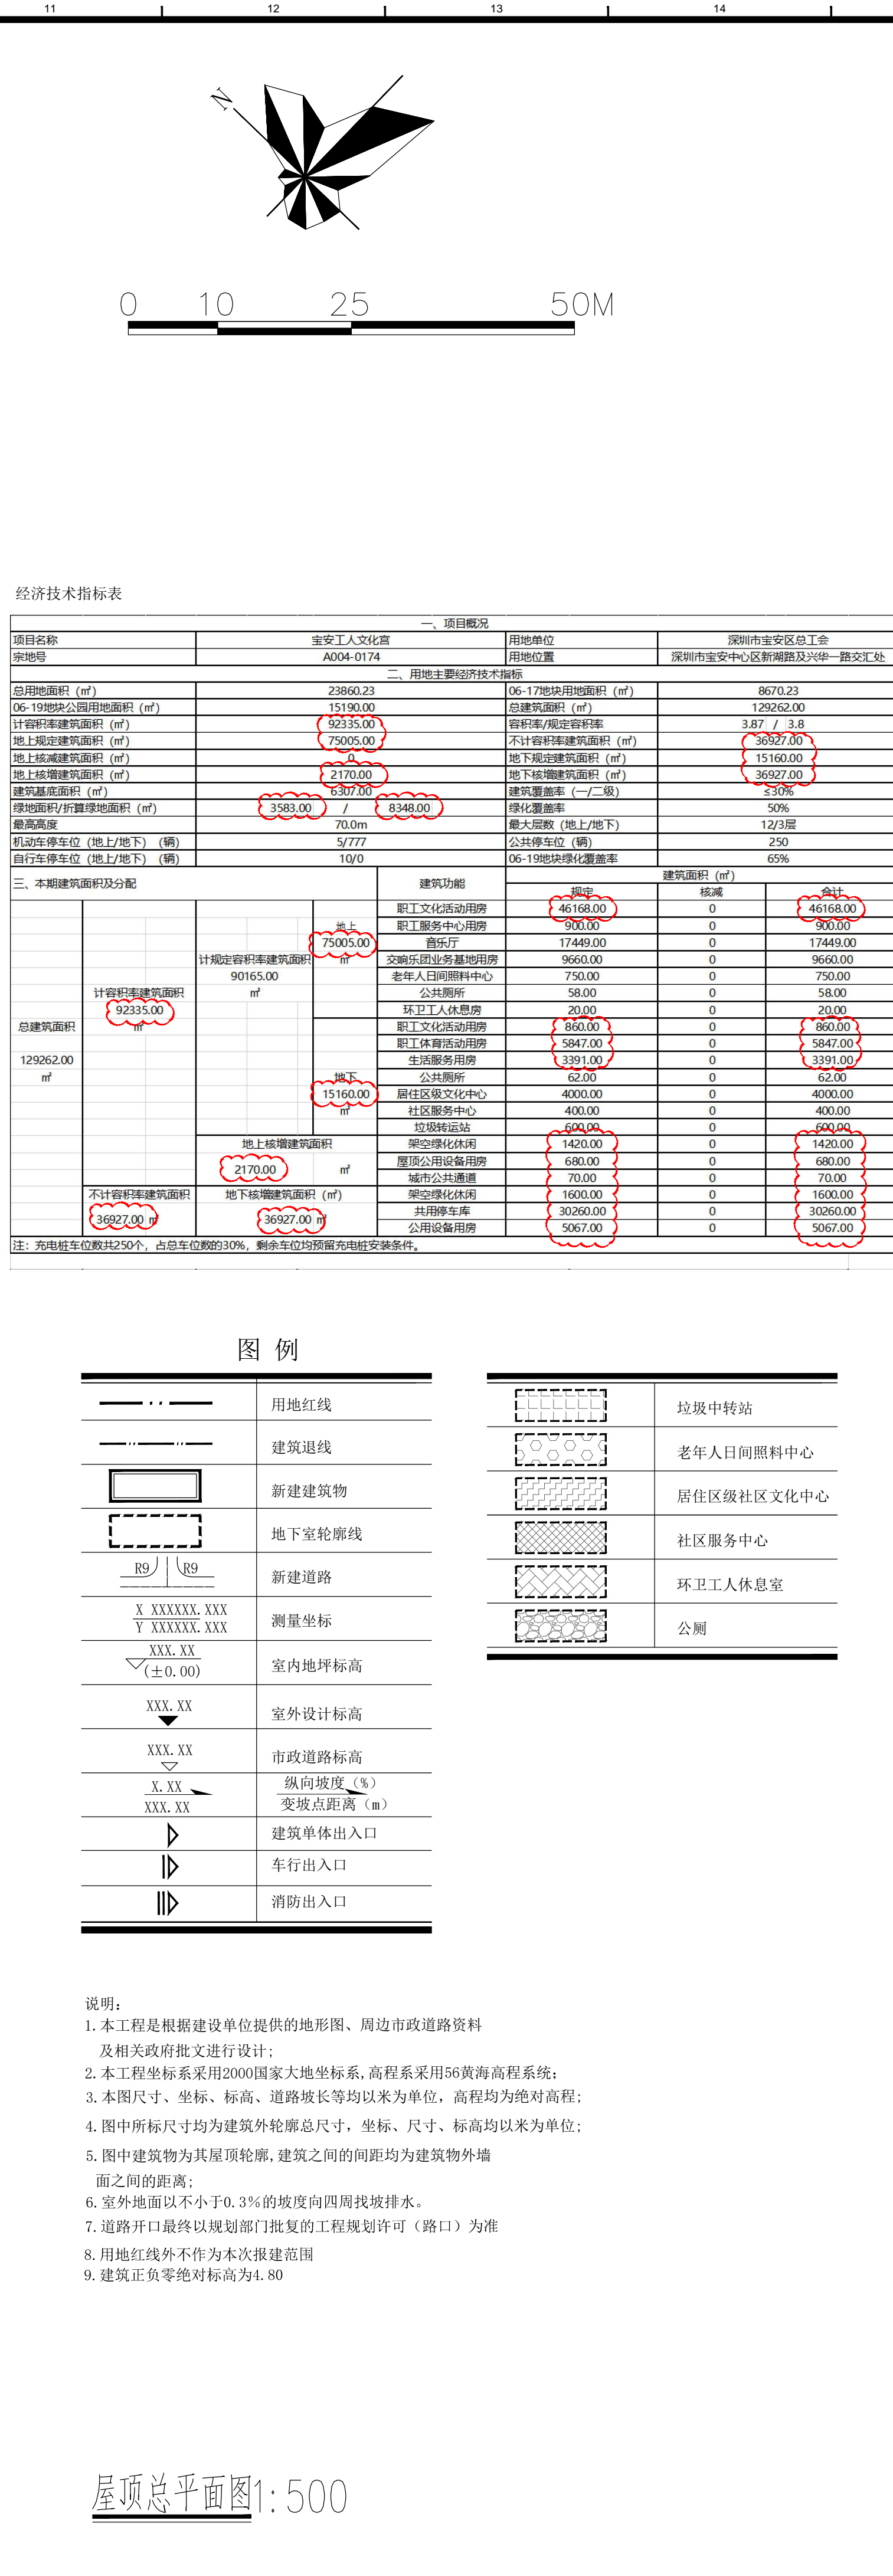 11 12 13 14
N
0 10 25 50M
经济技术指标表
一、项目概况
项目名称 宝安工人文化宫 用地单位 深圳市宝安区总工会
宗地号 A004-0174 用地位置 深圳市宝安中心区新湖路及兴华一路交汇处
二、用地主要经济技术指标
总用地面积（㎡） 23860.23 06-17地块用地面积（㎡） 8670.23
06-19地块公园用地面积（㎡） 15190.00 总建筑面积（㎡） 129262.00
计容积率建筑面积（㎡） 92335.00 容积率/规定容积率 3.87 / 3.8
地上规定建筑面积（㎡） 75005.00 不计容积率建筑面积（㎡） 36927.00
地上核减建筑面积（㎡） 0 地下规定建筑面积（㎡） 15160.00
地上核增建筑面积（㎡） 2170.00 地下核增建筑面积（㎡） 36927.00
建筑基底面积（㎡） 6307.00 建筑覆盖率（一/二级） ≤30%
绿地面积/折算绿地面积（㎡） 3583.00 / 8348.00 绿化覆盖率 50%
最高高度 70.0m 最大层数（地上/地下） 12/3层
机动车停车位（地上/地下）（辆） 5/777 公共停车位（辆） 250
自行车停车位（地上/地下）（辆） 10/0 06-19地块绿化覆盖率 65%
三、本期建筑面积及分配 建筑功能 建筑面积（㎡）
规定 核减 合计
职工文化活动用房 46168.00 0 46168.00
地上 职工服务中心用房 900.00 0 900.00
75005.00 音乐厅 17449.00 0 17449.00
计规定容积率建筑面积 ㎡ 交响乐团业务基地用房 9660.00 0 9660.00
90165.00 老年人日间照料中心 750.00 0 750.00
计容积率建筑面积 ㎡ 公共厕所 58.00 0 58.00
92335.00 环卫工人休息房 20.00 0 20.00
总建筑面积 ㎡ 职工文化活动用房 860.00 0 860.00
职工体育活动用房 5847.00 0 5847.00
129262.00 生活服务用房 3391.00 0 3391.00
㎡ 地下 公共厕所 62.00 0 62.00
15160.00 居住区级文化中心 4000.00 0 4000.00
㎡ 社区服务中心 400.00 0 400.00
垃圾转运站 600.00 0 600.00
地上核增建筑面积 架空绿化休闲 1420.00 0 1420.00
2170.00 ㎡ 屋顶公用设备用房 680.00 0 680.00
城市公共通道 70.00 0 70.00
不计容积率建筑面积 地下核增建筑面积（㎡） 架空绿化休闲 1600.00 0 1600.00
36927.00 ㎡ 36927.00 ㎡ 共用停车库 30260.00 0 30260.00
公用设备用房 5067.00 0 5067.00
注：充电桩车位数共250个，占总车位数的30%，剩余车位均预留充电桩安装条件。
图 例
用地红线
建筑退线
新建建筑物
地下室轮廓线
R9 R9 新建道路
X XXXXXX.XXX
Y XXXXXX.XXX
测量坐标
XXX.XX
(±0.00)
室内地坪标高
XXX.XX
室外设计标高
XXX.XX
市政道路标高
X.XX 纵向坡度（%）
XXX.XX 变坡点距离（m）
建筑单体出入口
车行出入口
消防出入口
垃圾中转站
老年人日间照料中心
居住区级社区文化中心
社区服务中心
环卫工人休息室
公厕
说明：
1.本工程是根据建设单位提供的地形图、周边市政道路资料
及相关政府批文进行设计；
2.本工程坐标系采用2000国家大地坐标系,高程系采用56黄海高程系统；
3.本图尺寸、坐标、标高、道路坡长等均以米为单位，高程均为绝对高程;
4.图中所标尺寸均为建筑外轮廓总尺寸，坐标、尺寸、标高均以米为单位;
5.图中建筑物为其屋顶轮廓,建筑之间的间距均为建筑物外墙
面之间的距离;
6.室外地面以不小于0.3%的坡度向四周找坡排水。
7.道路开口最终以规划部门批复的工程规划许可（路口）为准
8.用地红线外不作为本次报建范围
9.建筑正负零绝对标高为4.80
屋顶总平面图1:500